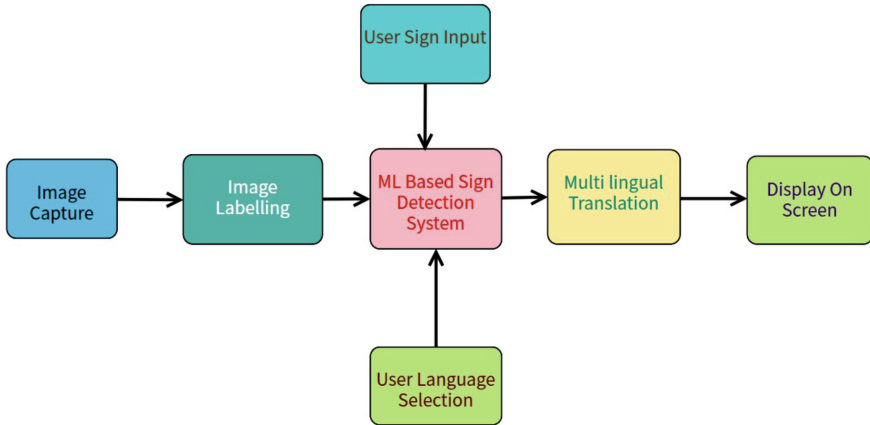 User Sign Input
Image
Capture
Image
Labelling
ML Based Sign
Detection
System
Multi lingual
Translation
Display On
Screen
User Language
Selection